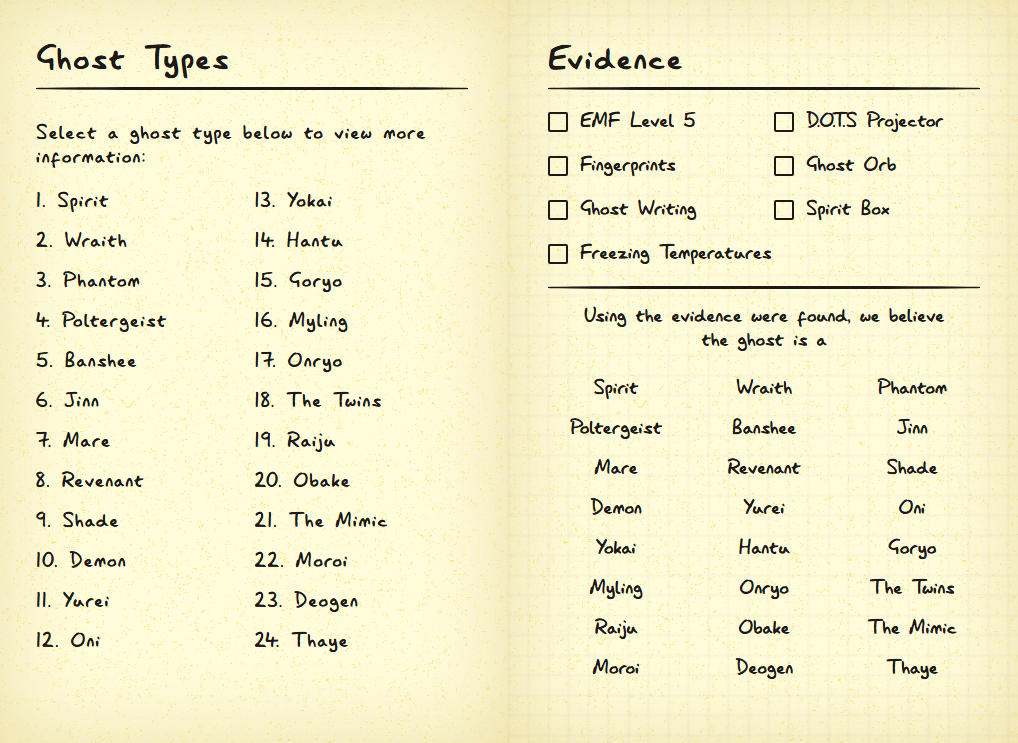 Ghost Types
Select a ghost type below to view more
information:
1. Spirit
2. Wraith
3. Phantom
4. Poltergeist
5. Banshee
6. Jinn
7. Mare
8. Revenant
9. Shade
10. Demon
11. Yurei
12. Oni
13. Yokai
14. Hantu
15. Goryo
16. Myling
17. Onryo
18. The Twins
19. Raiju
20. Obake
21. The Mimic
22. Moroi
23. Deogen
24. Thaye
Evidence
EMF Level 5
D.O.T.S Projector
Fingerprints
Ghost Orb
Ghost Writing
Spirit Box
Freezing Temperatures
Using the evidence were found, we believe
the ghost is a
Spirit Wraith Phantom
Poltergeist Banshee Jinn
Mare Revenant Shade
Demon Yurei Oni
Yokai Hantu Goryo
Myling Onryo The Twins
Raiju Obake The Mimic
Moroi Deogen Thaye